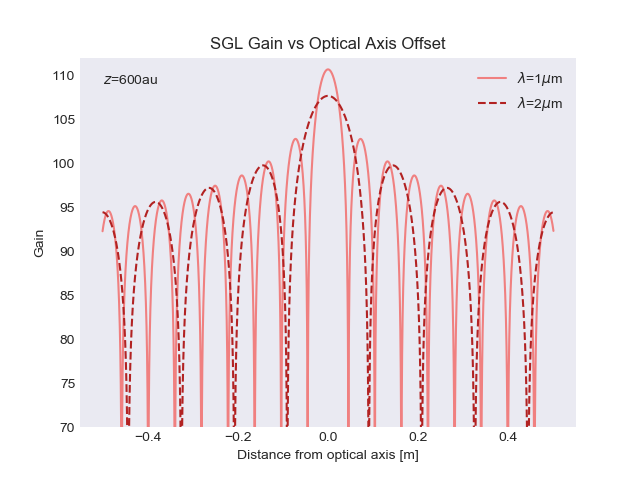 SGL Gain vs Optical Axis Offset
z=600au
λ=1μm
λ=2μm
Gain
110
105
100
95
90
85
80
75
70
−0.4 −0.2 0.0 0.2 0.4
Distance from optical axis [m]